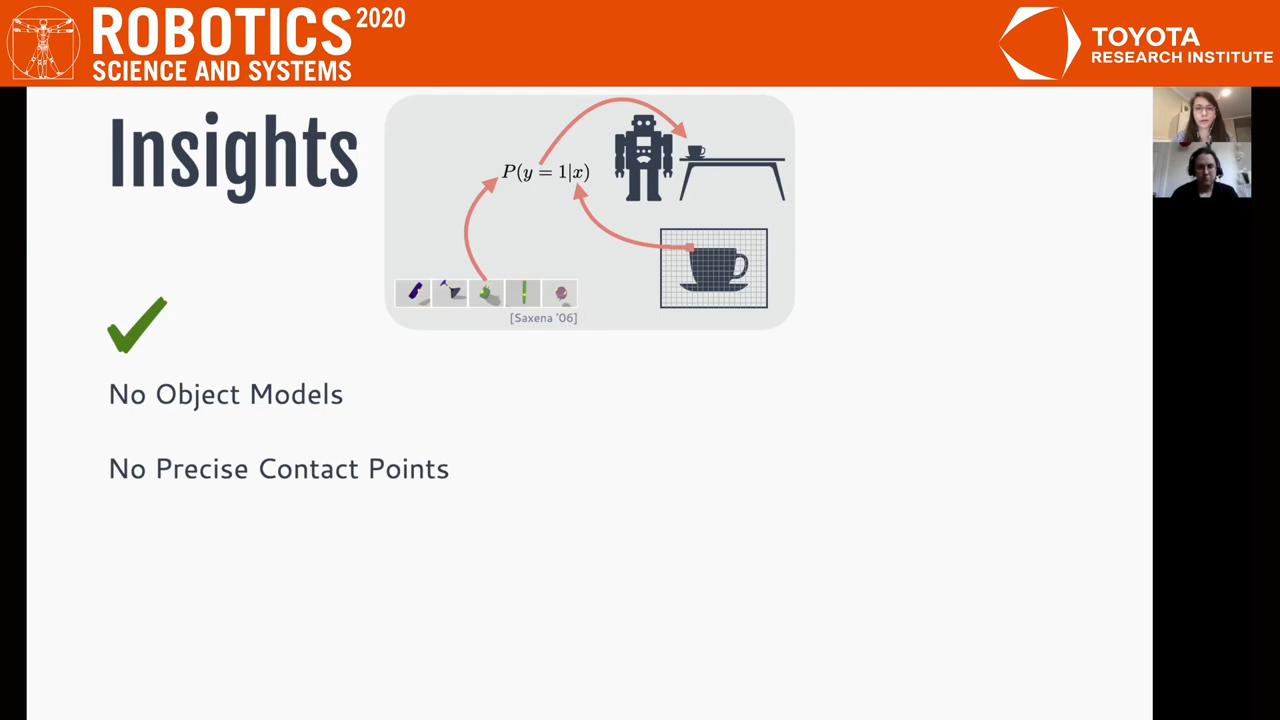 ROBOTICS 2020
SCIENCE AND SYSTEMS
TOYOTA
RESEARCH INSTITUTE
Insights
P(y = 1|x)
[Saxena '06]
No Object Models
No Precise Contact Points